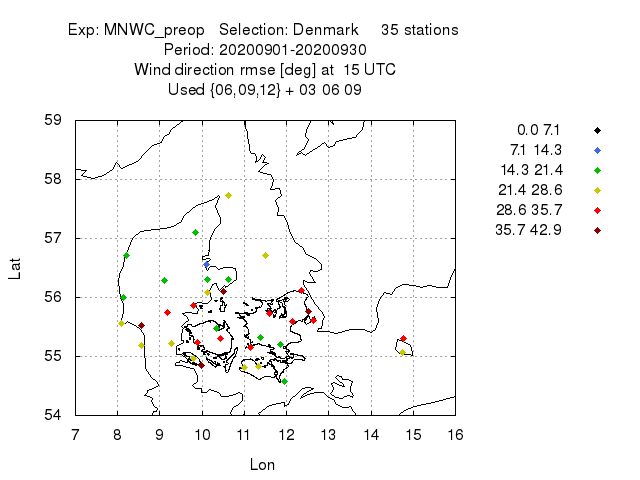 Exp: MNWC_preop   Selection: Denmark     35 stations
Period: 20200901-20200930
Wind direction rmse [deg] at  15 UTC
Used {06,09,12} + 03 06 09
59
58
57
56
55
54
Lat
7 8 9 10 11 12 13 14 15 16
Lon
0.0 7.1
7.1 14.3
14.3 21.4
21.4 28.6
28.6 35.7
35.7 42.9